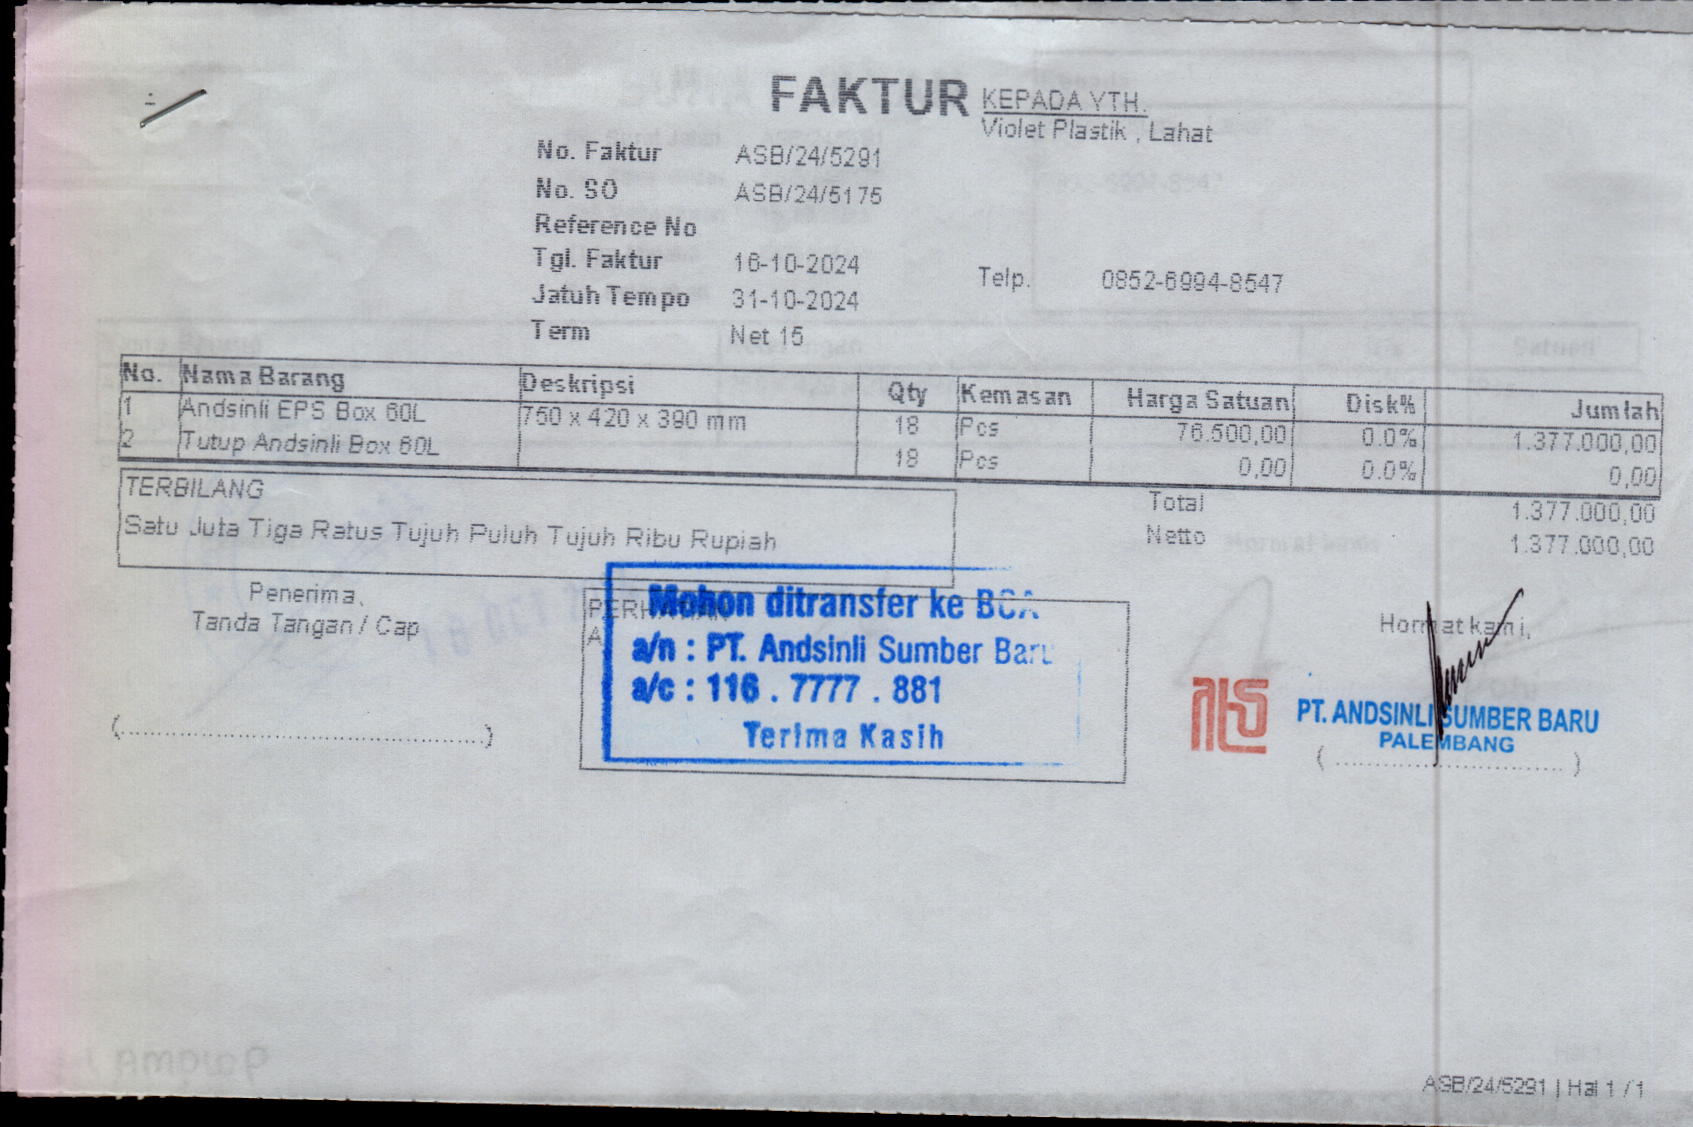 FAKTUR
KEPADA YTH.
Violet Plastik , Lahat
No. Faktur ASB/24/5291
No. SO ASB/24/5175
Reference No
Tgl. Faktur 16-10-2024
Telp. 0852-6994-8547
Jatuh Tempo 31-10-2024
Term Net 15
No. Nama Barang Deskripsi Qty Kemasan Harga Satuan Disk% Jumlah
1 Andsinli EPS Box 60L 750 x 420 x 390 mm 18 Pcs 76.500,00 0.0% 1.377.000,00
2 Tutup Andsinli Box 60L 18 Pcs 0,00 0.0% 0,00
TERBILANG
Satu Juta Tiga Ratus Tujuh Puluh Tujuh Ribu Rupiah
Total 1.377.000,00
Netto 1.377.000,00
Penerima,
Tanda Tangan / Cap
(........................)
PERHATIAN
A
Mohon ditransfer ke BCA
a/n : PT. Andsinli Sumber Baru
a/c : 116 . 7777 . 881
Terima Kasih
Hormat kami,
PT. ANDSINLI SUMBER BARU
PALEMBANG
(........................)
ASB/24/5291 | Hal 1 / 1